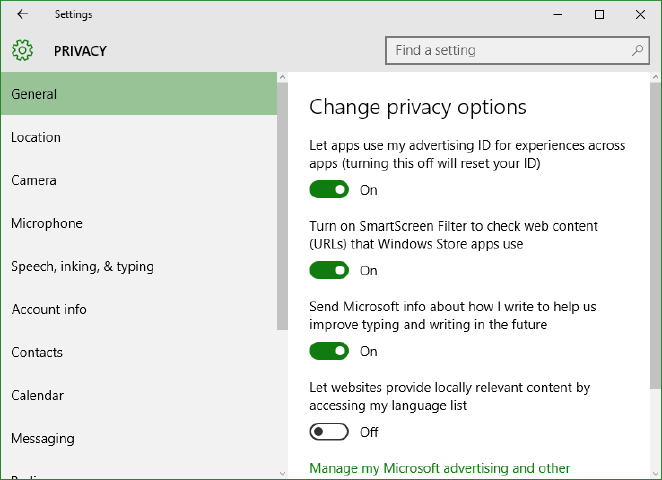 Settings
PRIVACY
Find a setting
General
Location
Camera
Microphone
Speech, inking, & typing
Account info
Contacts
Calendar
Messaging
Change privacy options
Let apps use my advertising ID for experiences across
apps (turning this off will reset your ID)
On
Turn on SmartScreen Filter to check web content
(URLs) that Windows Store apps use
On
Send Microsoft info about how I write to help us
improve typing and writing in the future
On
Let websites provide locally relevant content by
accessing my language list
Off
Manage my Microsoft advertising and other